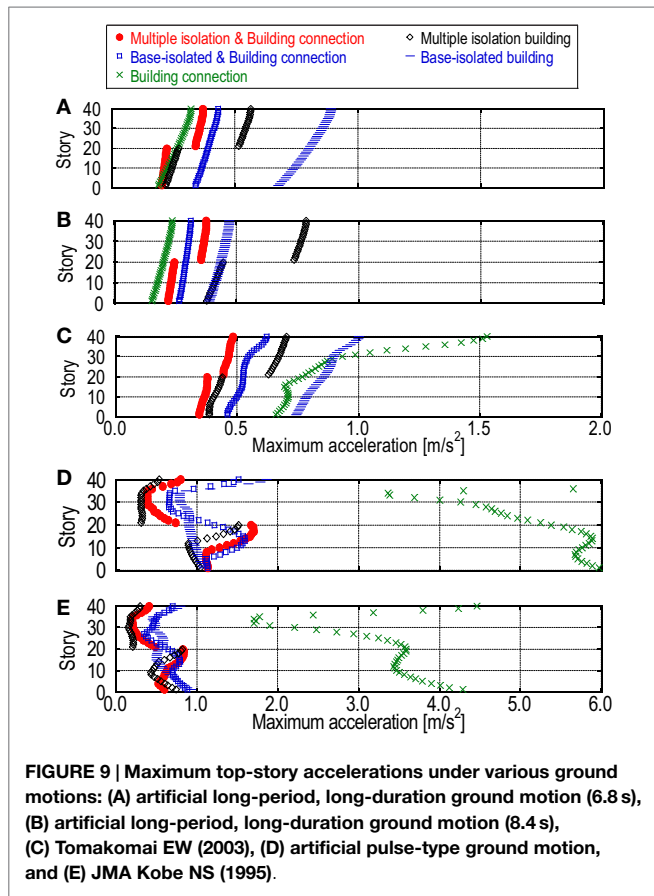 Multiple isolation & Building connection
Multiple isolation building
Base-isolated & Building connection
Base-isolated building
Building connection
A
Story
40
30
20
10
0
B
Story
40
30
20
10
0
C
Story
40
30
20
10
0
0.0 0.5 1.0 1.5 2.0
Maximum acceleration [m/s²]
D
Story
40
30
20
10
0
E
Story
40
30
20
10
0
0.0 1.0 2.0 3.0 4.0 5.0 6.0
Maximum acceleration [m/s²]
FIGURE 9 | Maximum top-story accelerations under various ground
motions: (A) artificial long-period, long-duration ground motion (6.8 s),
(B) artificial long-period, long-duration ground motion (8.4 s),
(C) Tomakomai EW (2003), (D) artificial pulse-type ground motion,
and (E) JMA Kobe NS (1995).